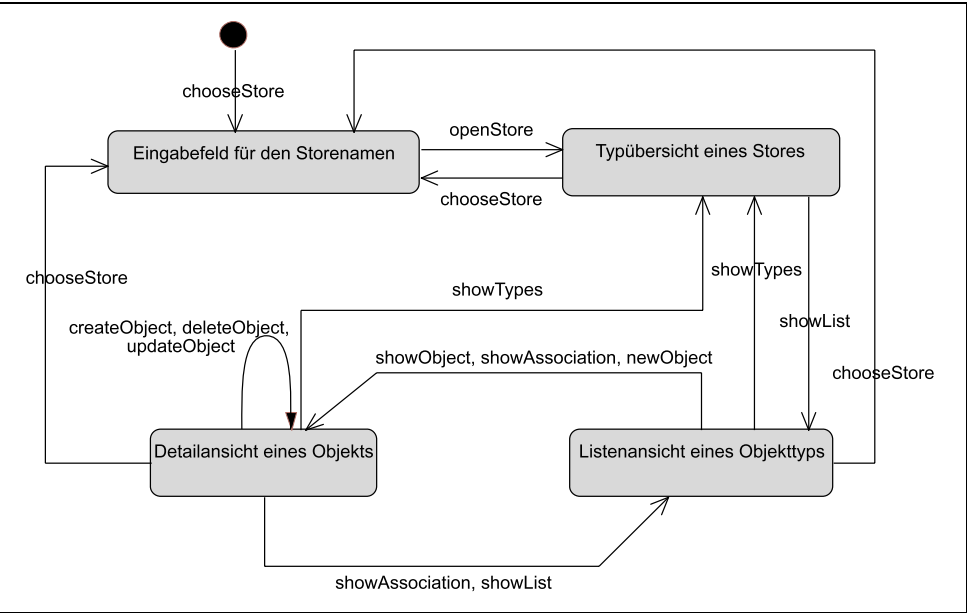 chooseStore
Eingabefeld für den Storenamen
openStore
Typübersicht eines Stores
chooseStore
chooseStore
showTypes
showTypes
showList
createObject, deleteObject,
updateObject
showObject, showAssociation, newObject
chooseStore
Detailansicht eines Objekts
Listenansicht eines Objekttyps
showAssociation, showList